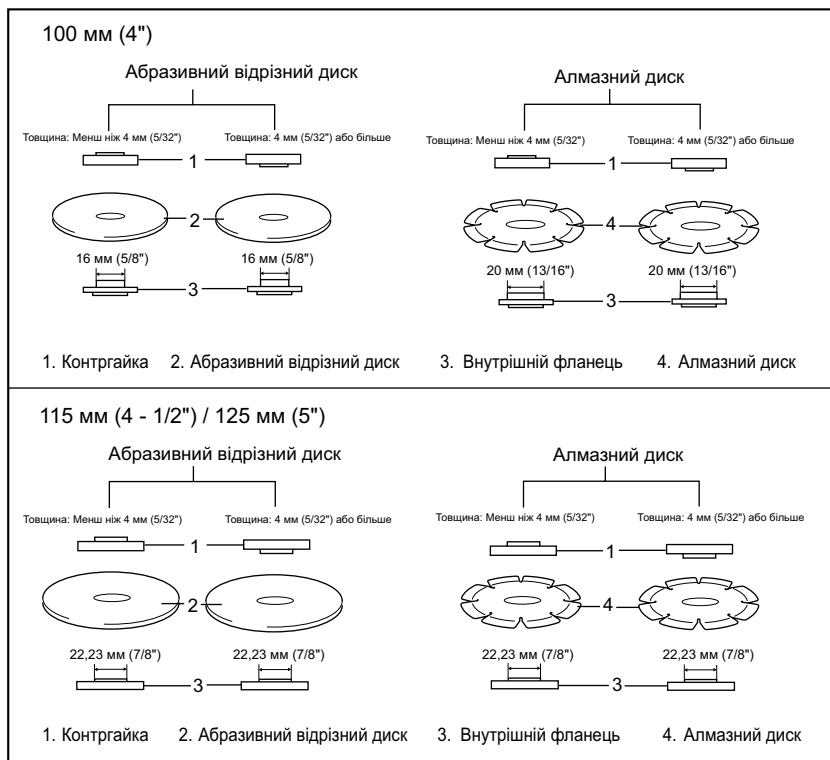 100 мм (4")
Абразивний відрізний диск
Алмазний диск
Товщина: Менш ніж 4 мм (5/32")
Товщина: 4 мм (5/32") або більше
Товщина: Менш ніж 4 мм (5/32")
Товщина: 4 мм (5/32") або більше
1
1
2
4
16 мм (5/8")
16 мм (5/8")
20 мм (13/16")
20 мм (13/16")
3
3
1. Контргайка 2. Абразивний відрізний диск 3. Внутрішній фланець 4. Алмазний диск
115 мм (4 - 1/2") / 125 мм (5")
Абразивний відрізний диск
Алмазний диск
Товщина: Менш ніж 4 мм (5/32")
Товщина: 4 мм (5/32") або більше
Товщина: Менш ніж 4 мм (5/32")
Товщина: 4 мм (5/32") або більше
1
1
2
4
22,23 мм (7/8")
22,23 мм (7/8")
22,23 мм (7/8")
22,23 мм (7/8")
3
3
1. Контргайка 2. Абразивний відрізний диск 3. Внутрішній фланець 4. Алмазний диск